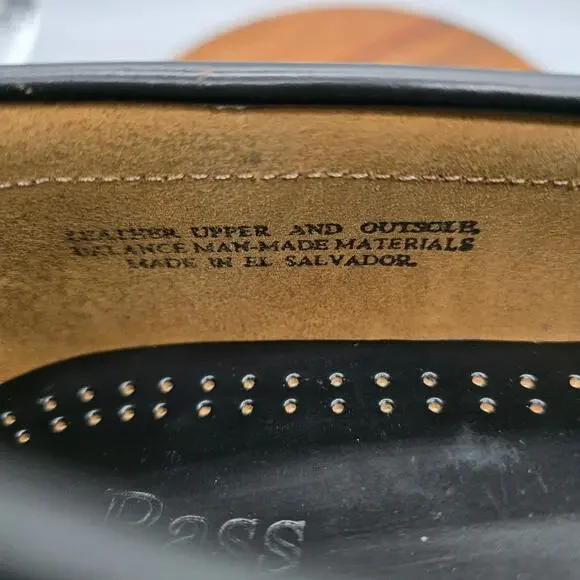 LEATHER UPPER AND OUTSOLE,
BALANCE MAN-MADE MATERIALS
MADE IN EL SALVADOR.
Bass